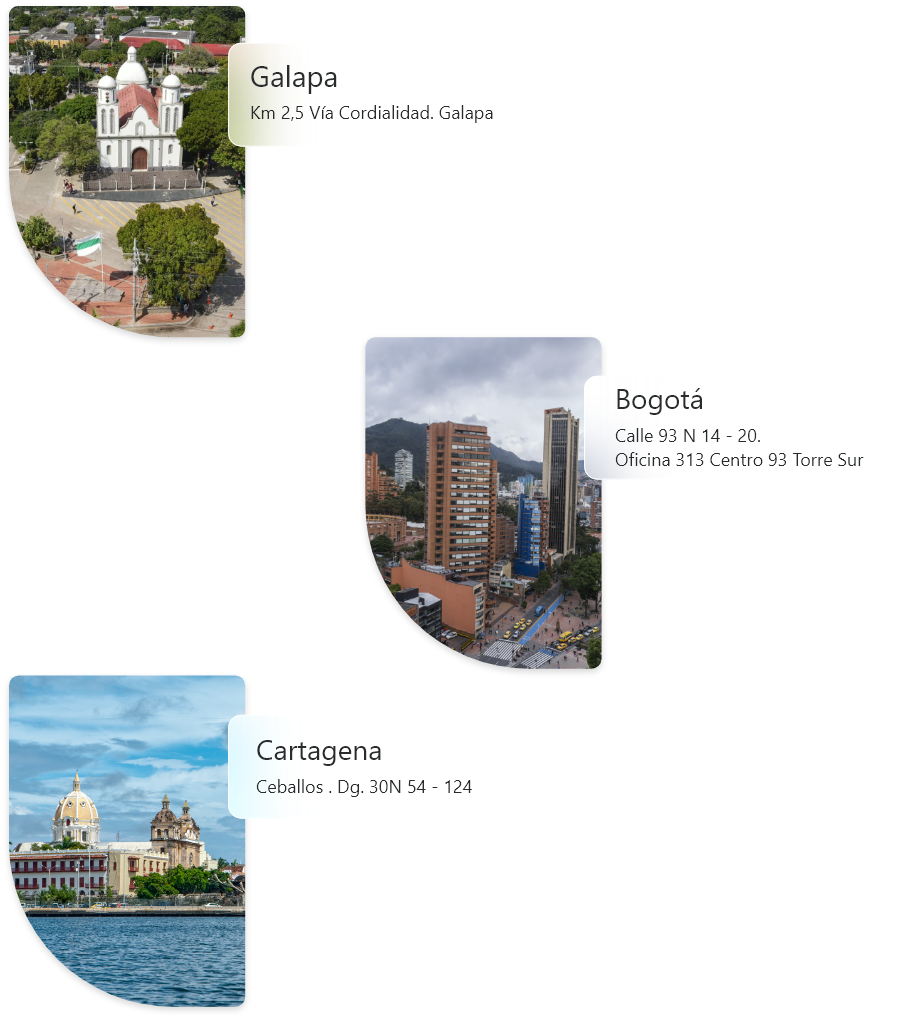 Galapa
Km 2,5 Vía Cordialidad. Galapa
Bogotá
Calle 93 N 14 - 20.
Oficina 313 Centro 93 Torre Sur
Cartagena
Ceballos . Dg. 30N 54 - 124